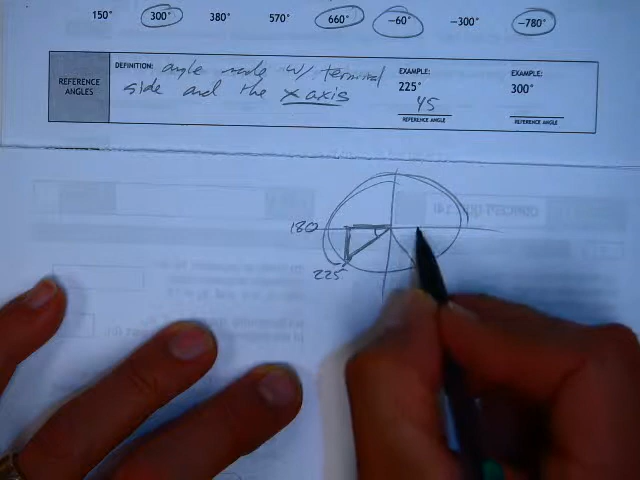 150° 300° 380° 570° 660° -60° -300° -780°
REFERENCE ANGLES
DEFINITION: angle made w/ terminal
side and the x axis
EXAMPLE:
225°
45
REFERENCE ANGLE
EXAMPLE:
300°
REFERENCE ANGLE
180
225°